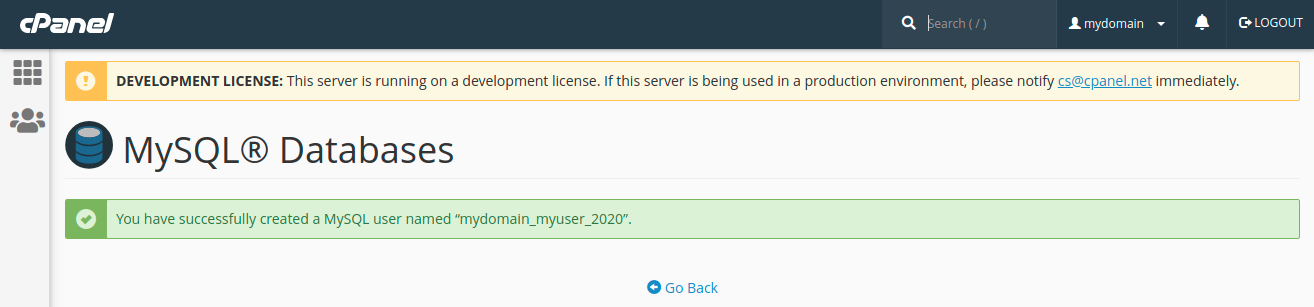 cPanel
Search ( / )
mydomain
LOGOUT
DEVELOPMENT LICENSE: This server is running on a development license. If this server is being used in a production environment, please notify cs@cpanel.net immediately.
MySQL® Databases
You have successfully created a MySQL user named “mydomain_myuser_2020”.
Go Back